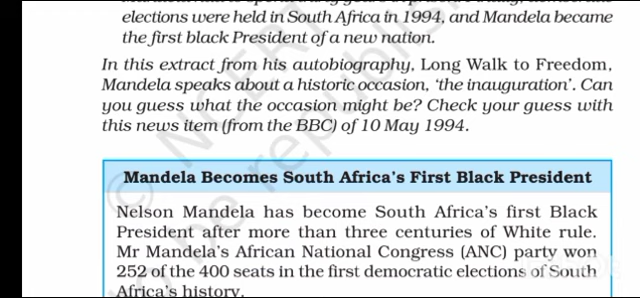 elections were held in South Africa in 1994, and Mandela became
the first black President of a new nation.
In this extract from his autobiography, Long Walk to Freedom,
Mandela speaks about a historic occasion, ‘the inauguration’. Can
you guess what the occasion might be? Check your guess with
this news item (from the BBC) of 10 May 1994.
Mandela Becomes South Africa’s First Black President
Nelson Mandela has become South Africa’s first Black
President after more than three centuries of White rule.
Mr Mandela’s African National Congress (ANC) party won
252 of the 400 seats in the first democratic elections of South
Africa’s history.
© NCERT
be republish